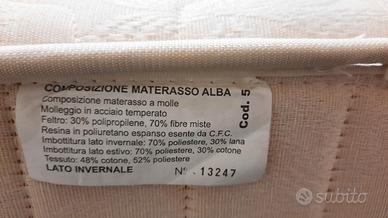 COMPOSIZIONE MATERASSO ALBA
Composizione materasso a molle
Molleggio in acciaio temperato
Feltro: 30% polipropilene, 70% fibre miste
Resina in poliuretano espanso esente da C.F.C.
Imbottitura lato invernale: 70% poliestere, 30% lana
Imbottitura lato estivo: 70% poliestere, 30% cotone
Tessuto: 48% cotone, 52% poliestere
LATO INVERNALE
N° 13247
Cod. 5
subito